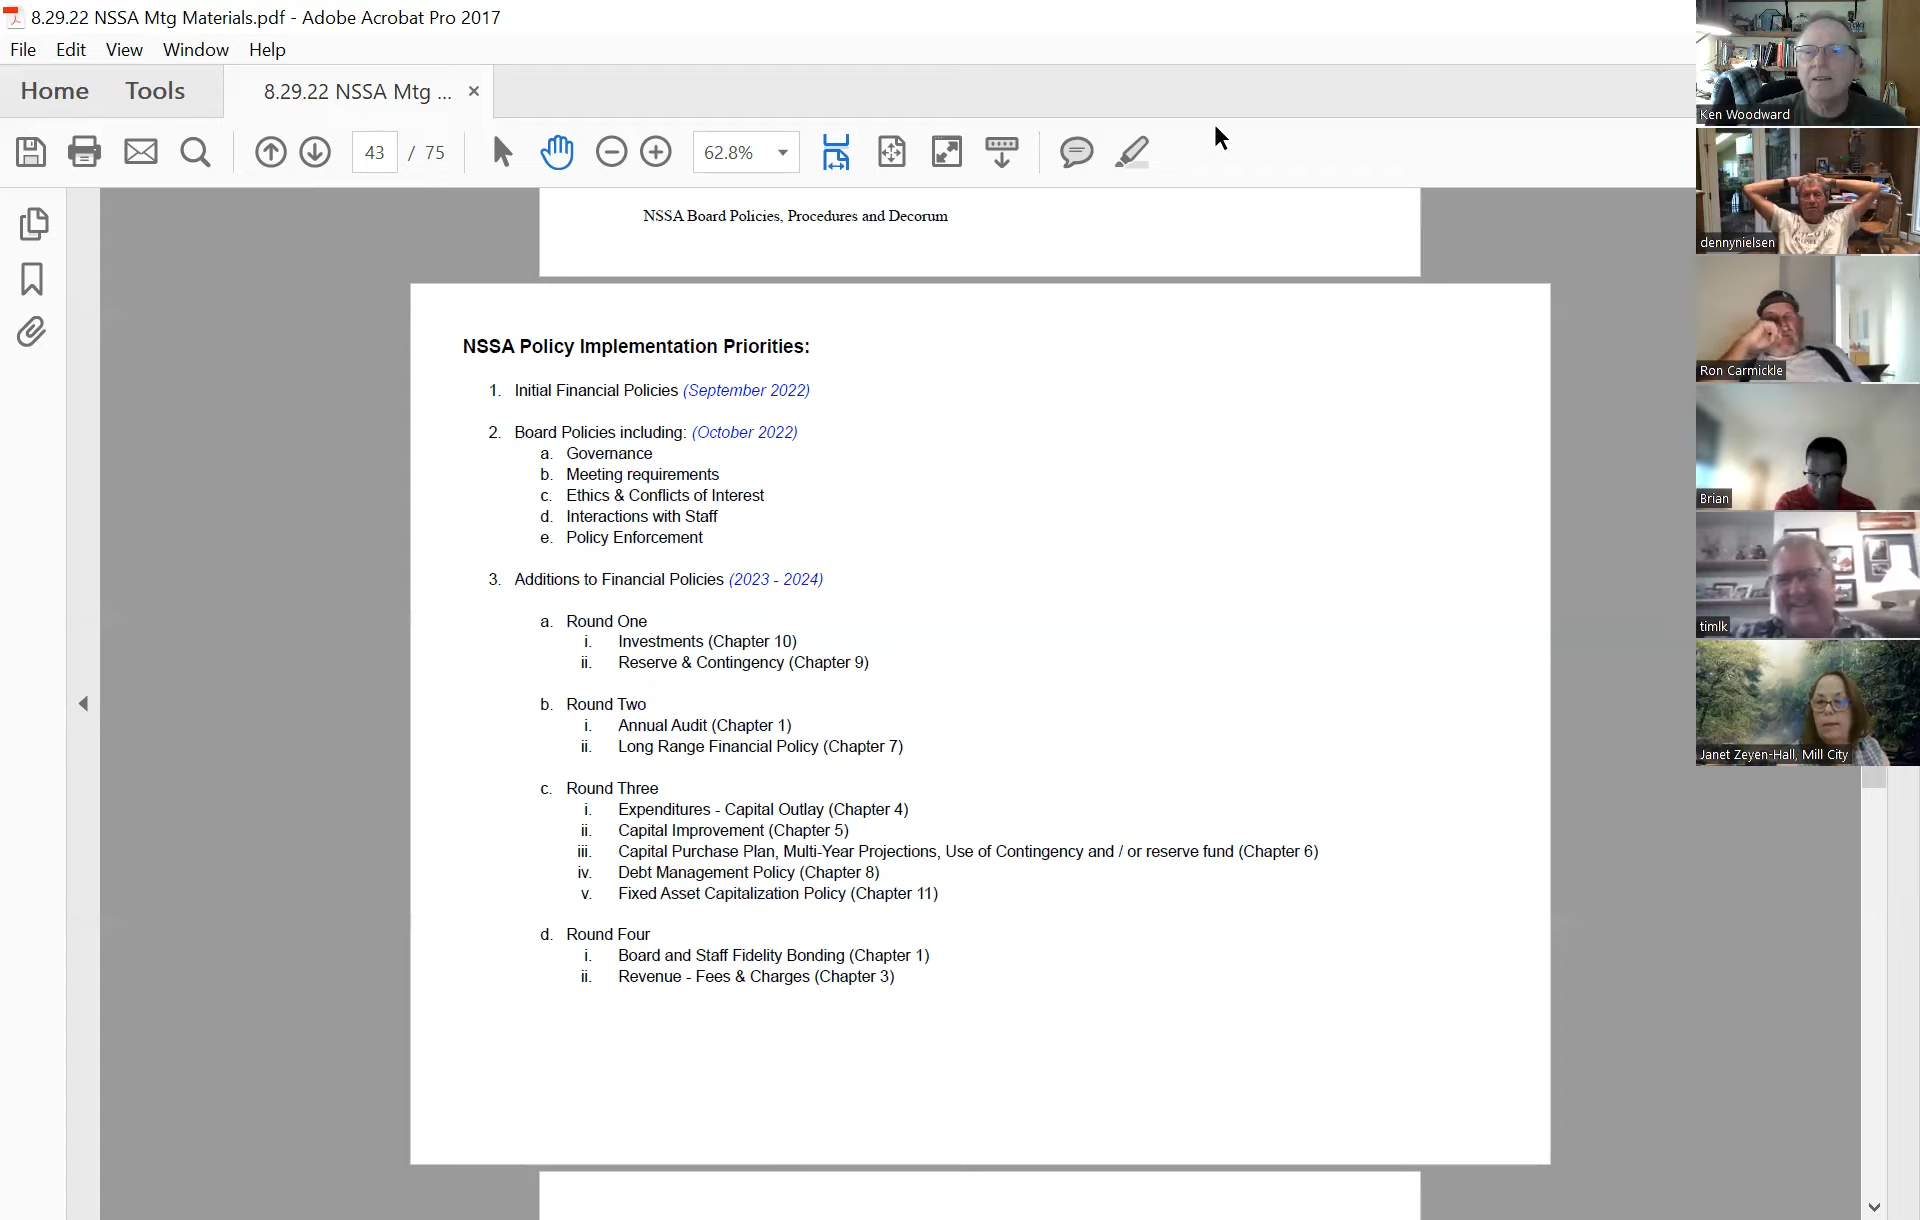 8.29.22 NSSA Mtg Materials.pdf - Adobe Acrobat Pro 2017
File Edit View Window Help
Home Tools 8.29.22 NSSA Mtg ... ×
43 / 75 62.8%
NSSA Board Policies, Procedures and Decorum
NSSA Policy Implementation Priorities:
1. Initial Financial Policies (September 2022)
2. Board Policies including: (October 2022)
a. Governance
b. Meeting requirements
c. Ethics & Conflicts of Interest
d. Interactions with Staff
e. Policy Enforcement
3. Additions to Financial Policies (2023 - 2024)
a. Round One
i. Investments (Chapter 10)
ii. Reserve & Contingency (Chapter 9)
b. Round Two
i. Annual Audit (Chapter 1)
ii. Long Range Financial Policy (Chapter 7)
c. Round Three
i. Expenditures - Capital Outlay (Chapter 4)
ii. Capital Improvement (Chapter 5)
iii. Capital Purchase Plan, Multi-Year Projections, Use of Contingency and / or reserve fund (Chapter 6)
iv. Debt Management Policy (Chapter 8)
v. Fixed Asset Capitalization Policy (Chapter 11)
d. Round Four
i. Board and Staff Fidelity Bonding (Chapter 1)
ii. Revenue - Fees & Charges (Chapter 3)
Ken Woodward
dennynielsen
Ron Carmickle
Brian
timlk
Janet Zeyen-Hall, Mill City